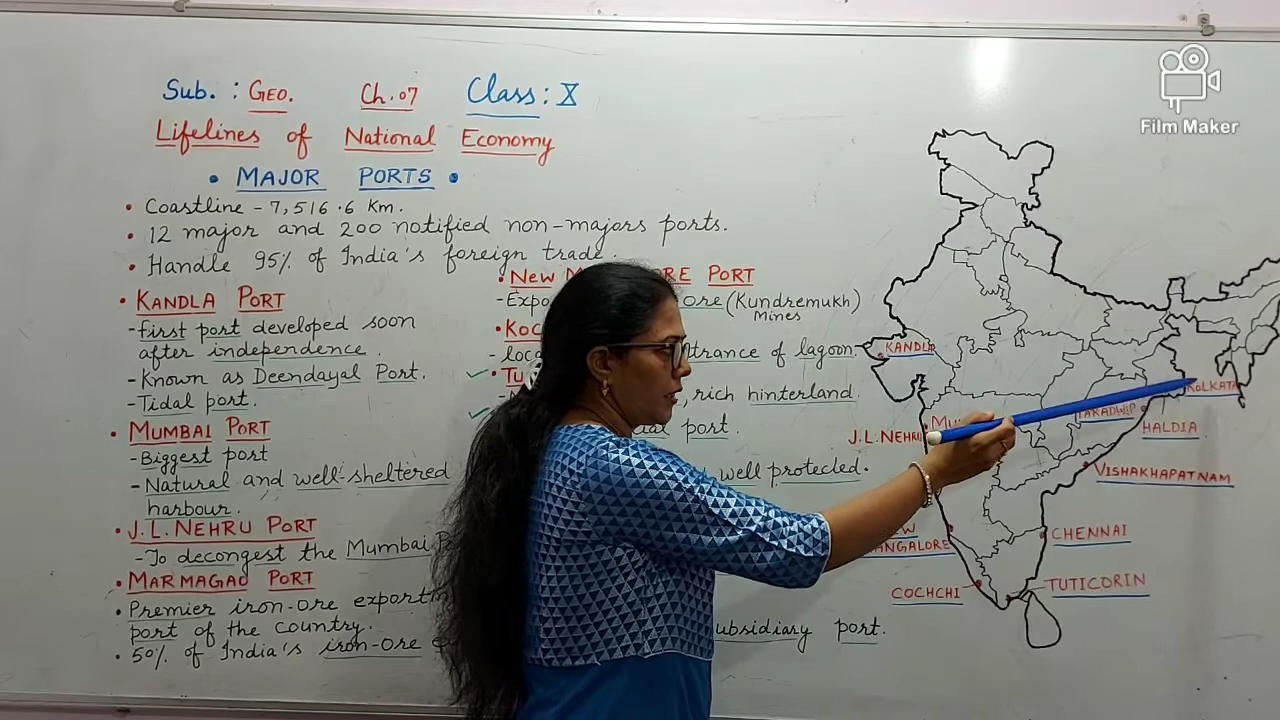 Sub. : GEO. Ch. 07 Class : X
Lifelines of National Economy
• MAJOR PORTS •
• Coastline - 7,516.6 Km.
• 12 major and 200 notified non-majors ports.
• Handle 95% of India's foreign trade.
• KANDLA PORT
- First port developed soon
after independence.
- Known as Deendayal Port.
- Tidal port.
• MUMBAI PORT
- Biggest port
- Natural and well-sheltered
harbour.
• J.L.NEHRU PORT
- To decongest the Mumbai
• MARMAGAO PORT
• Premier iron-ore
port of the country.
• 50% of India's iron-ore
• NEW PORT
ORE (Kundremukh)
Mines
entrance of lagoon
rich hinterland.
port.
well protected.
subsidiary port.
Film Maker
KANDLA
J.L.NEHRU
KOLKATA
PARADWIP
HALDIA
VISHAKHAPATNAM
CHENNAI
MANGALORE
COCHCHI
TUTICORIN